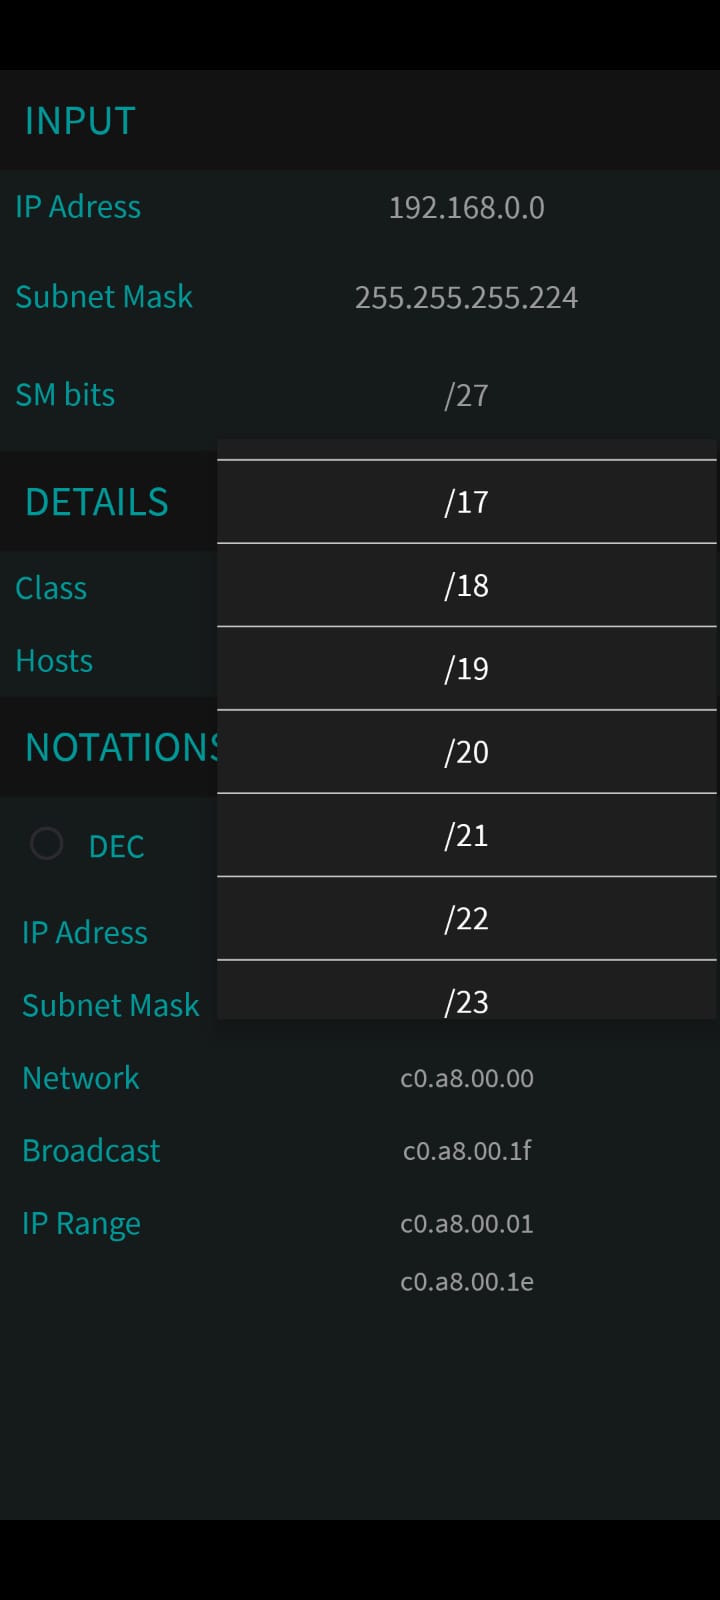 INPUT
IP Adress 192.168.0.0
Subnet Mask 255.255.255.224
SM bits /27
DETAILS /17
Class /18
Hosts /19
NOTATIONS /20
DEC /21
IP Adress /22
Subnet Mask /23
Network c0.a8.00.00
Broadcast c0.a8.00.1f
IP Range c0.a8.00.01
c0.a8.00.1e